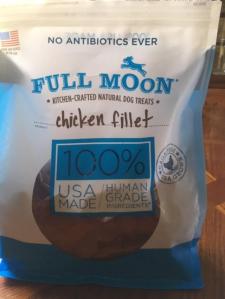 NO ANTIBIOTICS EVER
FULL MOON
• KITCHEN-CRAFTED NATURAL DOG TREATS •
chicken fillet
100%
USA MADE / HUMAN GRADE INGREDIENTS*